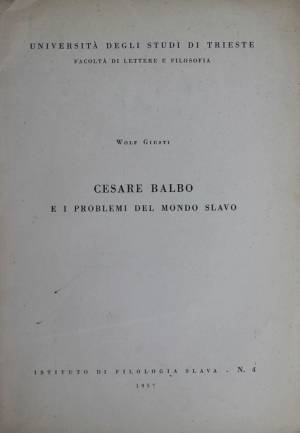 UNIVERSITÀ DEGLI STUDI DI TRIESTE
FACOLTÀ DI LETTERE E FILOSOFIA
WOLF GIUSTI
CESARE BALBO
E I PROBLEMI DEL MONDO SLAVO
ISTITUTO DI FILOLOGIA SLAVA - N. 4
1957